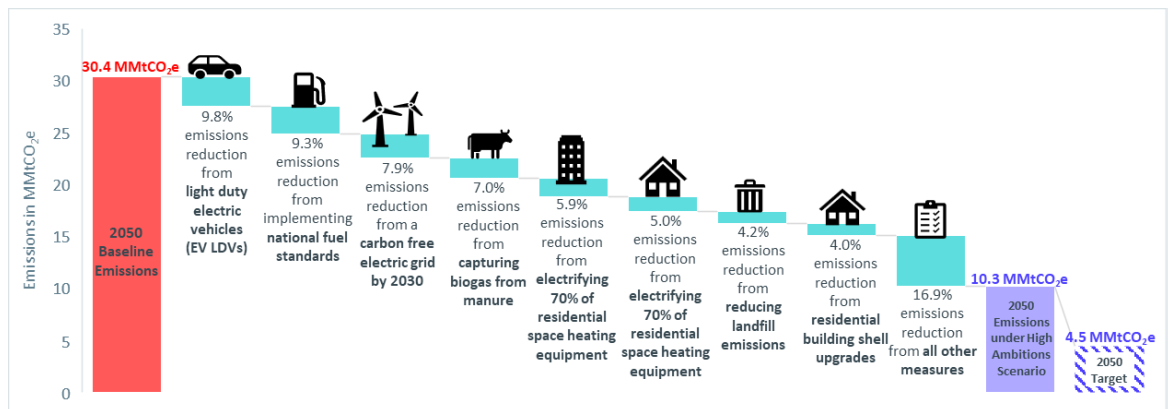 Emissions in MMtCO₂e
35
30
25
20
15
10
5
0
30.4 MMtCO₂e
2050
Baseline
Emissions
9.8%
emissions
reduction
from
light duty
electric
vehicles
(EV LDVs)
9.3%
emissions
reduction
from
implementing
national fuel
standards
7.9%
emissions
reduction
from a
carbon free
electric grid
by 2030
7.0%
emissions
reduction
from
capturing
biogas from
manure
5.9%
emissions
reduction
from
electrifying
70% of
residential
space heating
equipment
5.0%
emissions
reduction
from
electrifying
70% of
residential
space heating
equipment
4.2%
emissions
reduction
from
reducing
landfill
emissions
4.0%
emissions
reduction
from
residential
building shell
upgrades
16.9%
emissions
reduction
from all other
measures
10.3 MMtCO₂e
2050
Emissions
under High
Ambitions
Scenario
4.5 MMtCO₂e
2050
Target